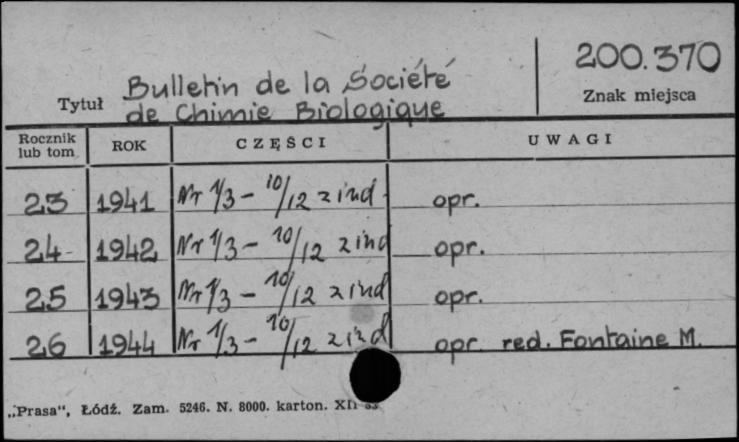 200.370
Bulletin de la Société
Tytuł de Chimie Biologique
Znak miejsca
Rocznik lub tom ROK CZĘŚCI UWAGI
23 1941 Nr 1/3 - 10/12 z ind. opr.
24 1942 Nr 1/3 - 10/12 z ind opr.
25 1943 Nr 1/3 - 10/12 z ind opr.
26 1944 Nr 1/3 - 10/12 z ind opr. red. Fontaine M.
„Prasa“, Łódź. Zam. 5246. N. 8000. karton.